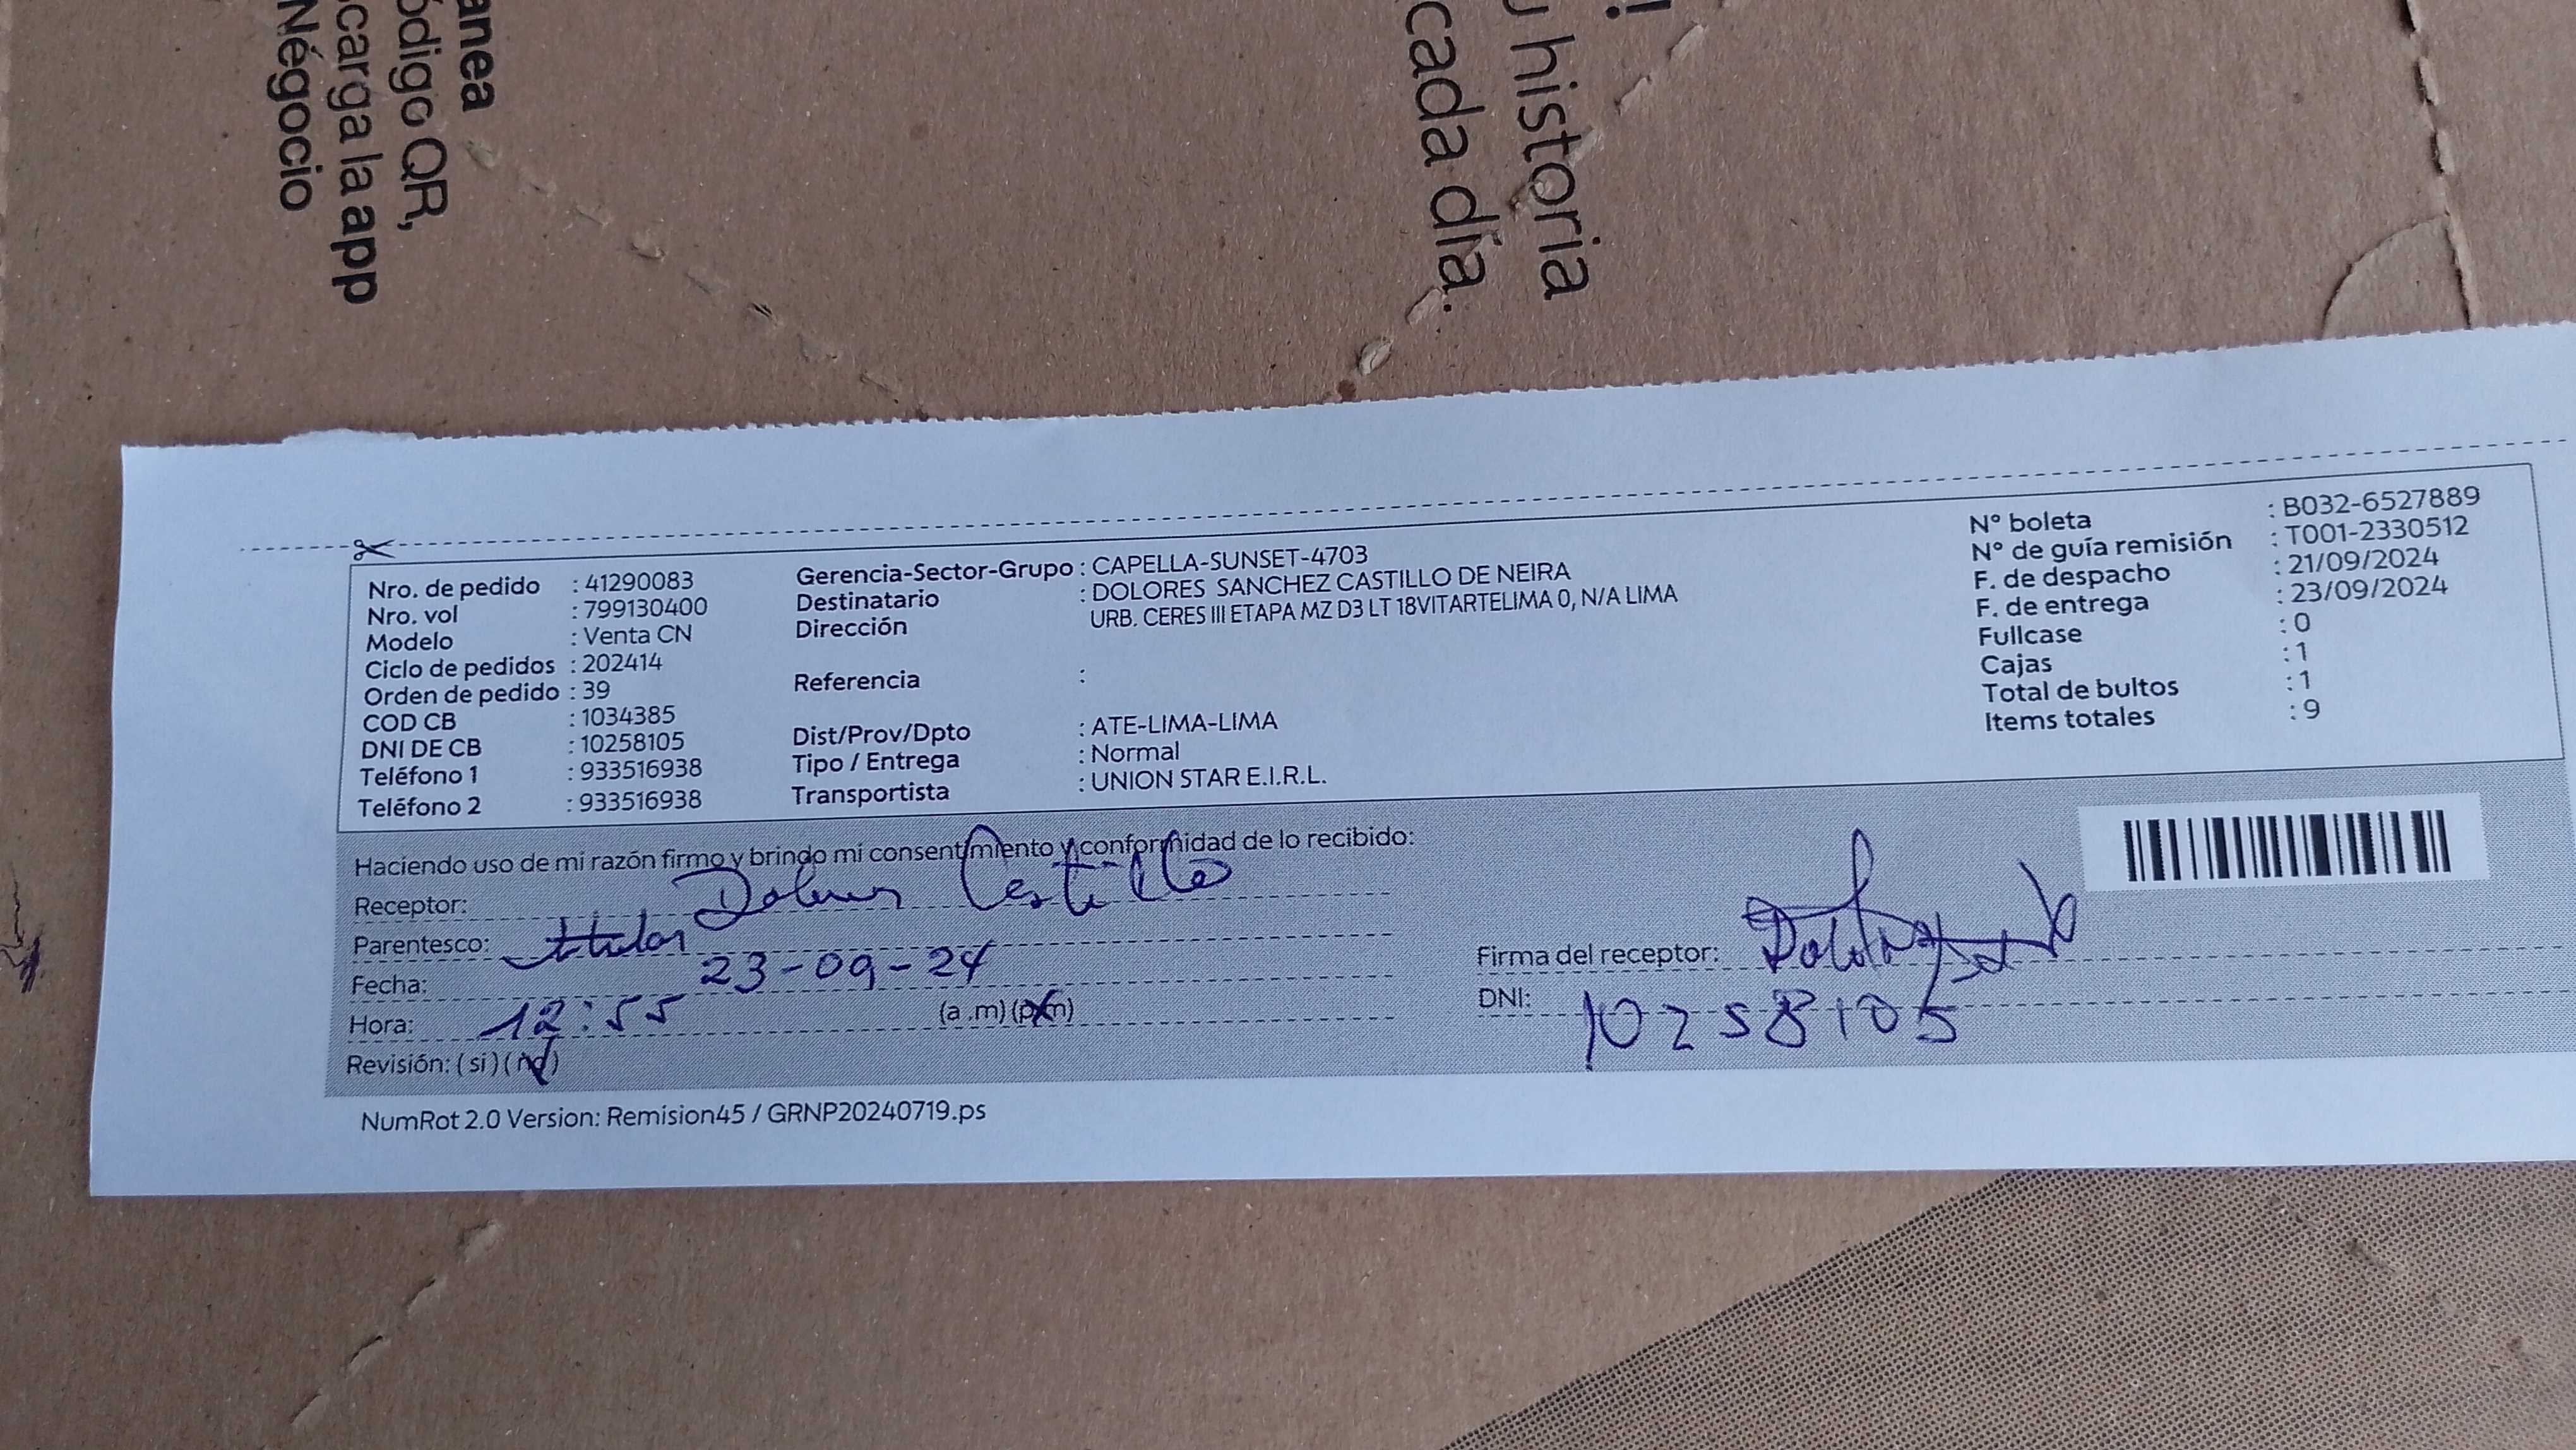 anea
ódigo QR,
carga la app
Négocio
u historia
cada día.
Nro. de pedido : 41290083
Nro. vol : 799130400
Modelo : Venta CN
Ciclo de pedidos : 202414
Orden de pedido : 39
COD CB : 1034385
DNI DE CB : 10258105
Teléfono 1 : 933516938
Teléfono 2 : 933516938
Gerencia-Sector-Grupo : CAPELLA-SUNSET-4703
Destinatario : DOLORES SANCHEZ CASTILLO DE NEIRA
Dirección URB. CERES III ETAPA MZ D3 LT 18VITARTELIMA 0, N/A LIMA
Referencia :
Dist/Prov/Dpto : ATE-LIMA-LIMA
Tipo / Entrega : Normal
Transportista : UNION STAR E.I.R.L.
N° boleta : B032-6527889
N° de guía remisión : T001-2330512
F. de despacho : 21/09/2024
F. de entrega : 23/09/2024
Fullcase : 0
Cajas : 1
Total de bultos : 1
Items totales : 9
Haciendo uso de mi razón firmo y brindo mi consentimiento y conformidad de lo recibido:
Receptor: Dolores Castillo
Parentesco: titular
Fecha: 23-09-24
Hora: 12:55 (a .m) (p.m)
Revisión: ( si ) ( no )
Firma del receptor:
DNI: 10258105
NumRot 2.0 Version: Remision45 / GRNP20240719.ps